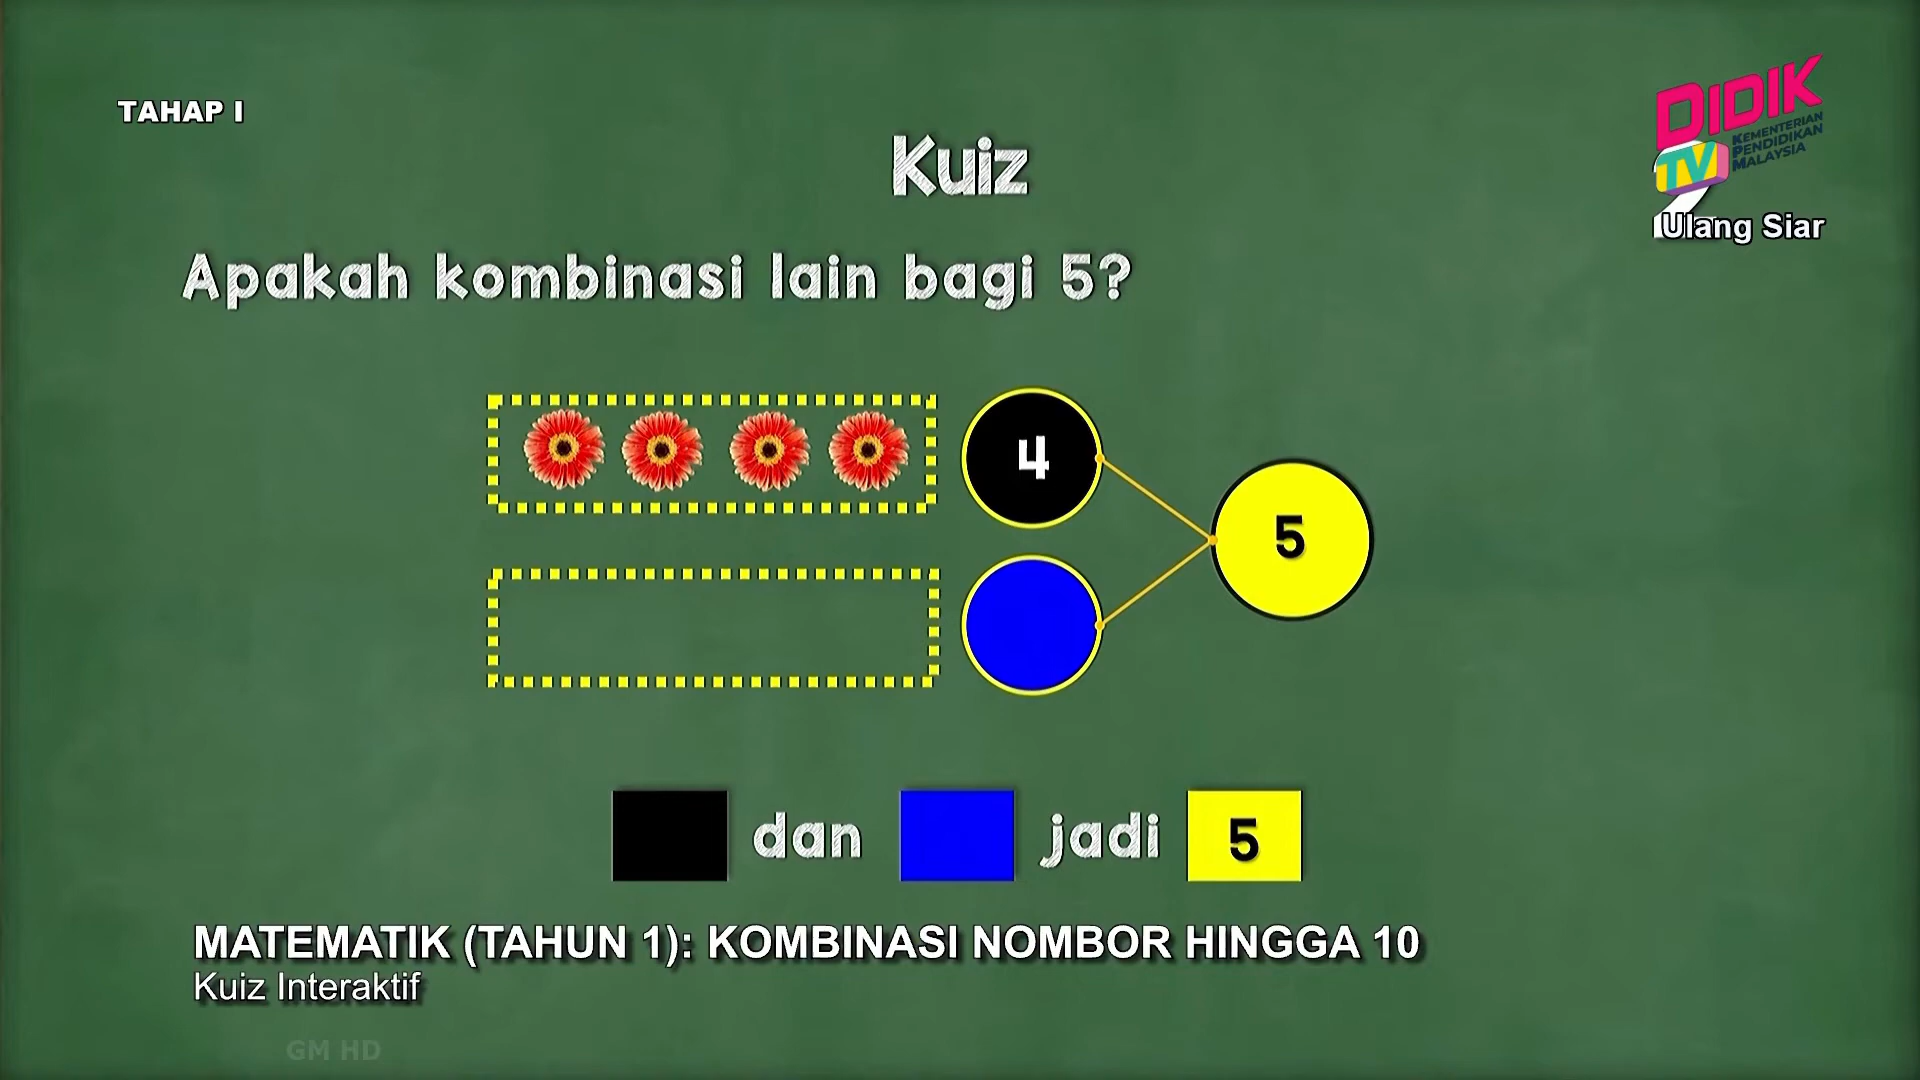 TAHAP I
DIDIK
TV
KEMENTERIAN
PENDIDIKAN
MALAYSIA
2
Ulang Siar
Kuiz
Apakah kombinasi lain bagi 5?
4
5
dan jadi 5
MATEMATIK (TAHUN 1): KOMBINASI NOMBOR HINGGA 10
Kuiz Interaktif
GM HD